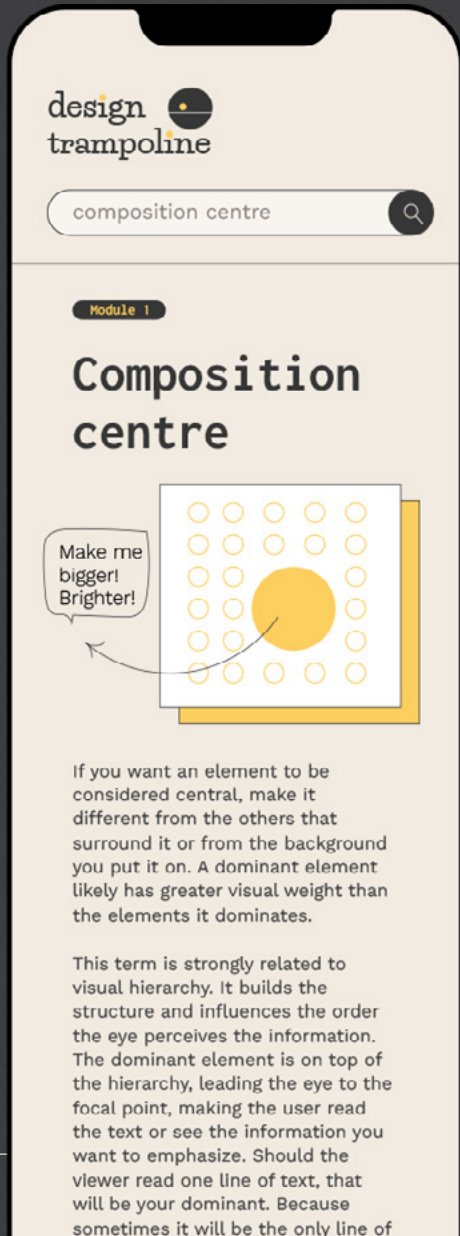 design
trampoline
composition centre
Module 1
Composition
centre
Make me
bigger!
Brighter!
If you want an element to be
considered central, make it
different from the others that
surround it or from the background
you put it on. A dominant element
likely has greater visual weight than
the elements it dominates.
This term is strongly related to
visual hierarchy. It builds the
structure and influences the order
the eye perceives the information.
The dominant element is on top of
the hierarchy, leading the eye to the
focal point, making the user read
the text or see the information you
want to emphasize. Should the
viewer read one line of text, that
will be your dominant. Because
sometimes it will be the only line of